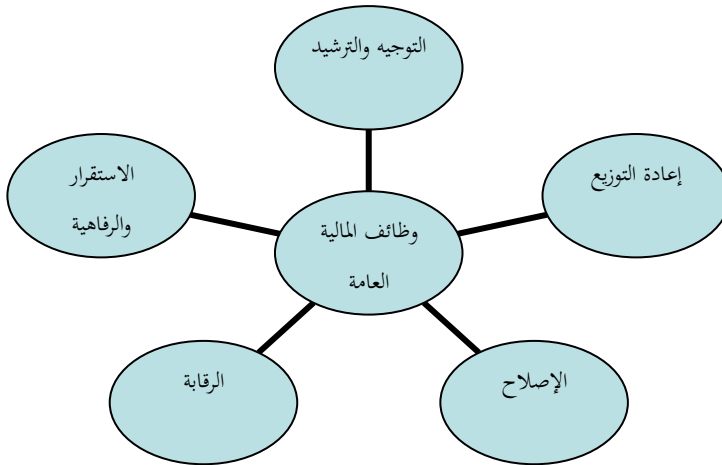 التوجيه والترشيد
إعادة التوزيع
الاستقرار
والرفاهية
وظائف المالية
العامة
الإصلاح
الرقابة